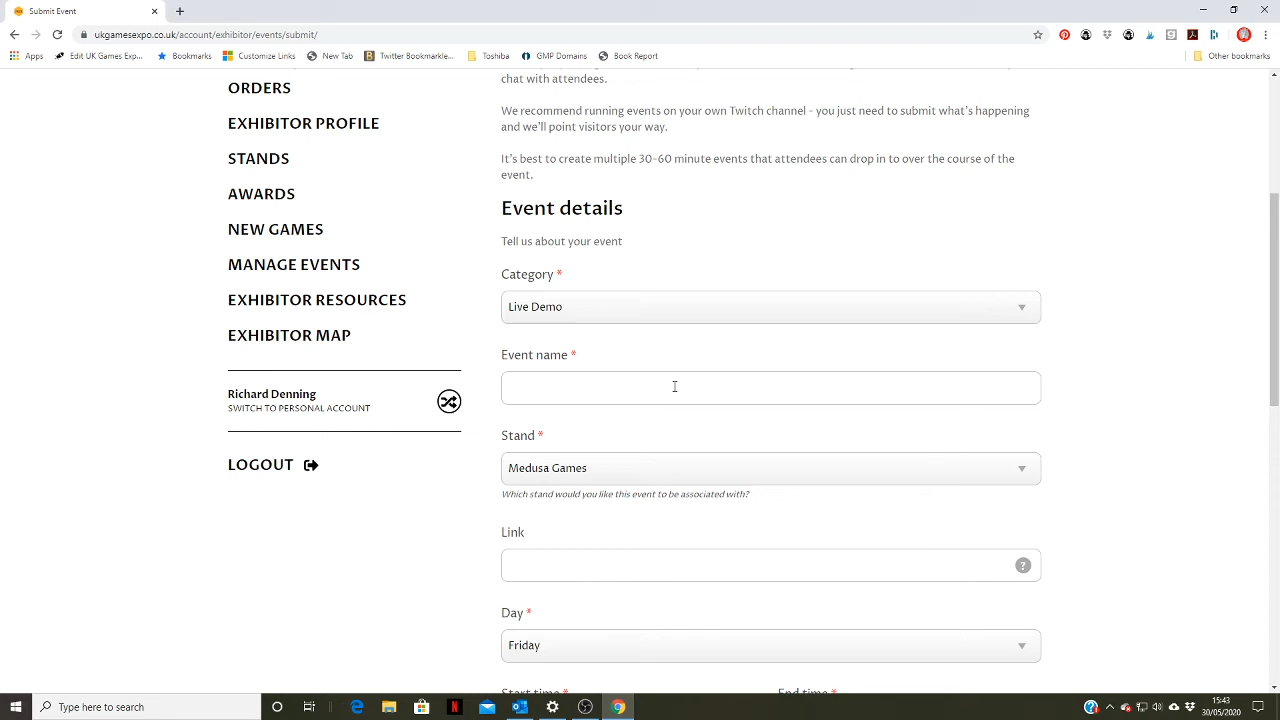 Submit Event
ukgamesexpo.co.uk/account/exhibitor/events/submit/
Apps
Edit UK Games Exp...
Bookmarks
Customize Links
New Tab
Twitter Bookmarkle...
Toshiba
GMP Domains
Book Report
Other bookmarks
ORDERS
EXHIBITOR PROFILE
STANDS
AWARDS
NEW GAMES
MANAGE EVENTS
EXHIBITOR RESOURCES
EXHIBITOR MAP
Richard Denning
SWITCH TO PERSONAL ACCOUNT
LOGOUT
chat with attendees.
We recommend running events on your own Twitch channel - you just need to submit what's happening
and we'll point visitors your way.
It's best to create multiple 30-60 minute events that attendees can drop in to over the course of the
event.
Event details
Tell us about your event
Category *
Live Demo
Event name *
Stand *
Medusa Games
Which stand would you like this event to be associated with?
Link
?
Day *
Friday
Start time *
End time *
Type here to search
15:43
30/05/2020